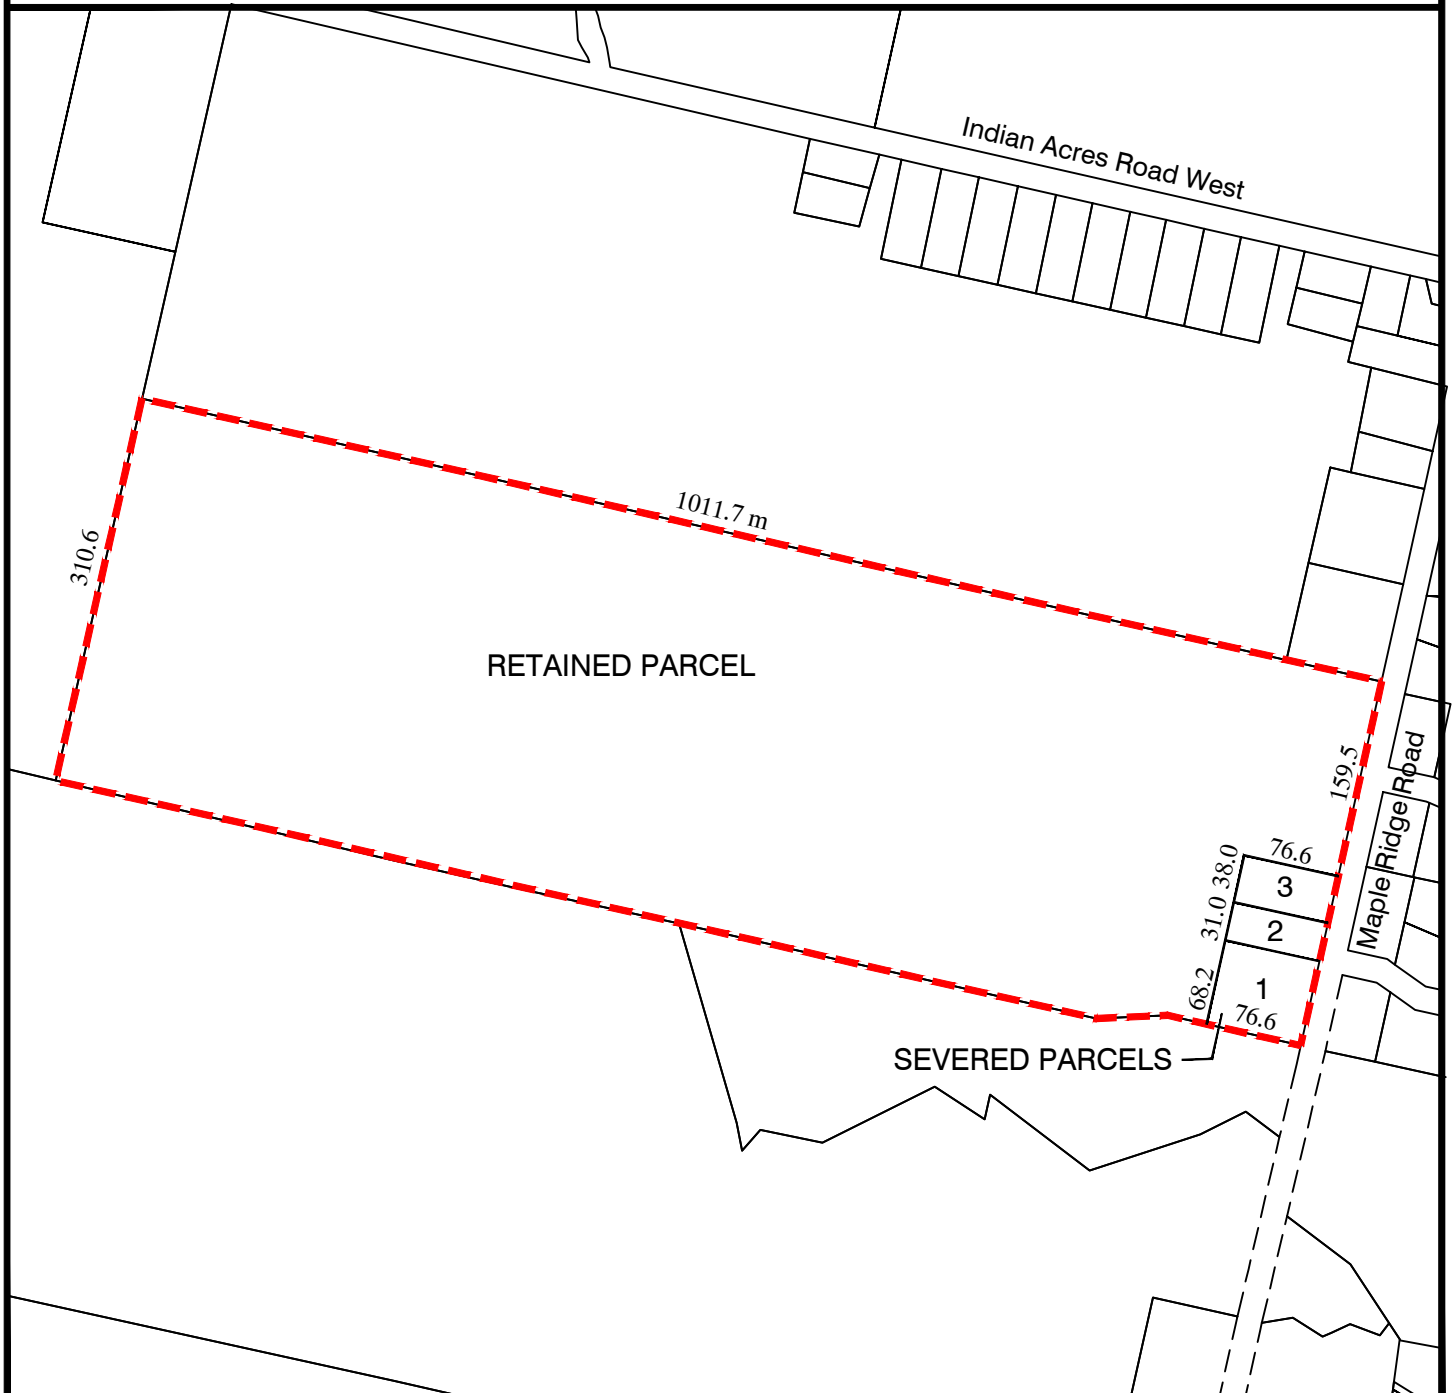 Indian Acres Road West
1011.7 m
310.6
RETAINED PARCEL
159.5
Maple Ridge Road
76.6
38.0
3
31.0
2
68.2
1
76.6
SEVERED PARCELS